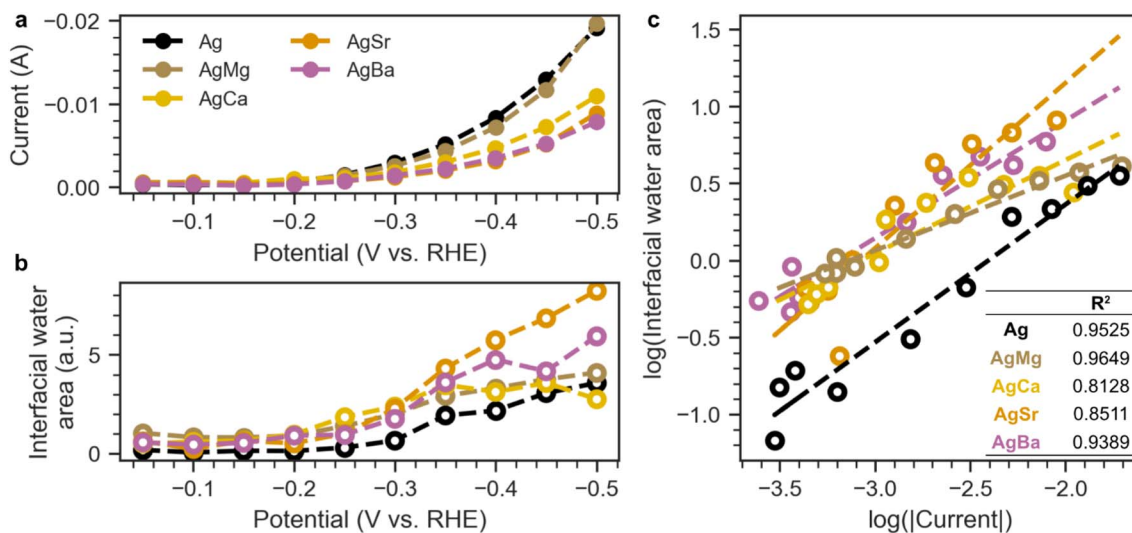 a
−0.02
−0.01
0.00
Current (A)
Ag
AgMg
AgCa
AgSr
AgBa
−0.1
−0.2
−0.3
−0.4
−0.5
Potential (V vs. RHE)
b
5
0
Interfacial water
area (a.u.)
−0.1
−0.2
−0.3
−0.4
−0.5
Potential (V vs. RHE)
c
1.5
1.0
0.5
0.0
−0.5
−1.0
log(Interfacial water area)
R²
Ag 0.9525
AgMg 0.9649
AgCa 0.8128
AgSr 0.8511
AgBa 0.9389
−3.5
−3.0
−2.5
−2.0
log(|Current|)